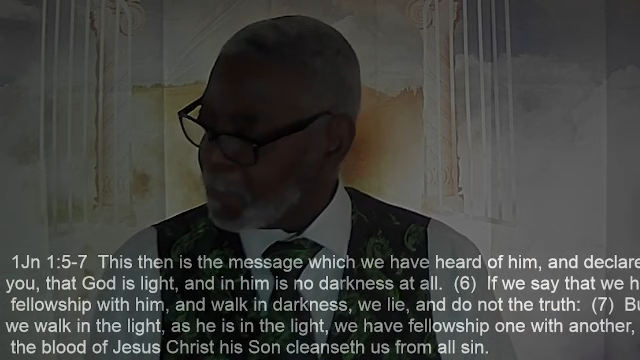 1Jn 1:5-7 This then is the message which we have heard of him, and declare
you, that God is light, and in him is no darkness at all. (6) If we say that we h
fellowship with him, and walk in darkness, we lie, and do not the truth: (7) Bu
we walk in the light, as he is in the light, we have fellowship one with another,
the blood of Jesus Christ his Son cleanseth us from all sin.